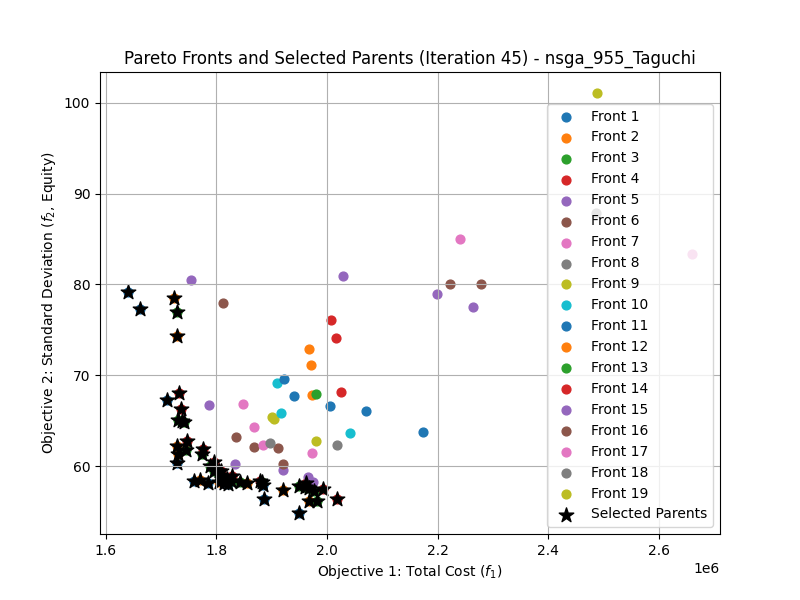 Pareto Fronts and Selected Parents (Iteration 45) - nsga_955_Taguchi
Objective 2: Standard Deviation (f₂, Equity)
100
90
80
70
60
Front 1
Front 2
Front 3
Front 4
Front 5
Front 6
Front 7
Front 8
Front 9
Front 10
Front 11
Front 12
Front 13
Front 14
Front 15
Front 16
Front 17
Front 18
Front 19
Selected Parents
1.6 1.8 2.0 2.2 2.4 2.6
1e6
Objective 1: Total Cost (f₁)